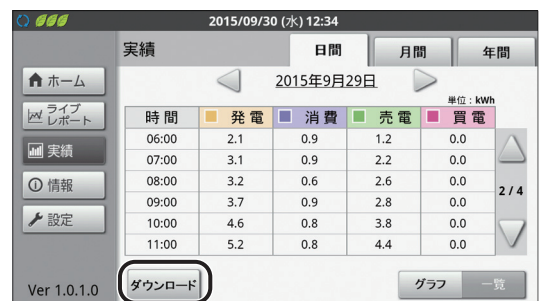 2015/09/30 (水) 12:34
実績
日間
月間
年間
ホーム
ライブ
レポート
実績
情報
設定
Ver 1.0.1.0
2015年9月29日
単位：kWh
時間 発電 消費 売電 買電
06:00 2.1 0.9 1.2 0.0
07:00 3.1 0.9 2.2 0.0
08:00 3.2 0.6 2.6 0.0
09:00 3.7 0.9 2.8 0.0
10:00 4.6 0.8 3.8 0.0
11:00 5.2 0.8 4.4 0.0
2 / 4
ダウンロード
グラフ
一覧